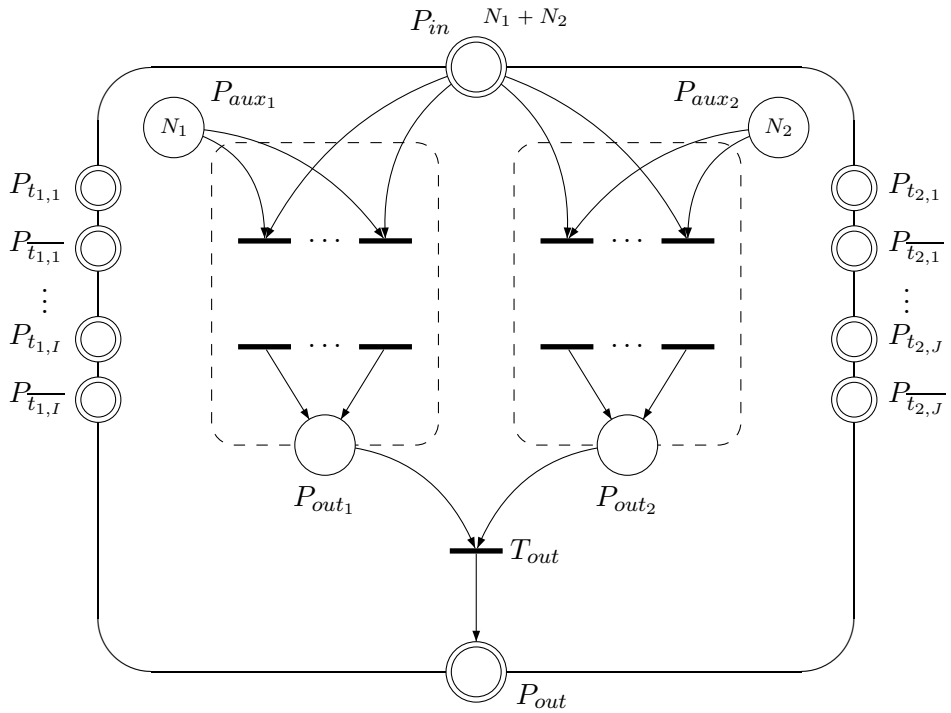 P_{in} N_1 + N_2
P_{aux_1} P_{aux_2}
N_1 N_2
P_{t_{1,1}} P_{t_{2,1}}
P_{\overline{t_{1,1}}} · · · · · · P_{\overline{t_{2,1}}}
⋮ ⋮
P_{t_{1,I}} · · · · · · P_{t_{2,J}}
P_{\overline{t_{1,I}}} P_{\overline{t_{2,J}}}
P_{out_1} P_{out_2}
T_{out}
P_{out}